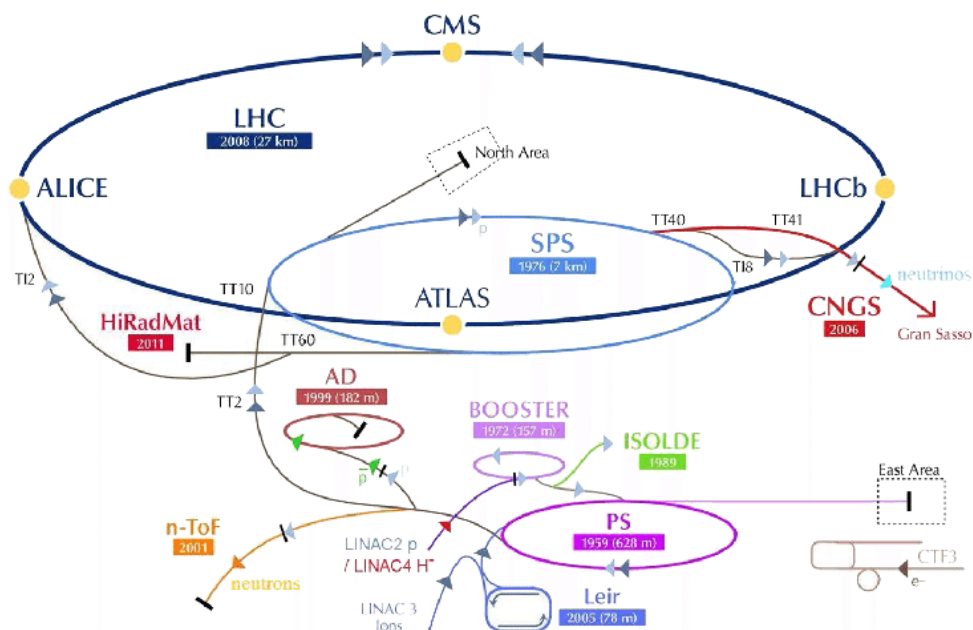 CMS
LHC
2008 (27 km)
North Area
ALICE
LHCb
TT40
TT41
p
SPS
1976 (7 km)
TI8
TI2
TT10
neutrinos
ATLAS
CNGS
2006
HiRadMat
2011
Gran Sasso
TT60
AD
1999 (182 m)
TT2
BOOSTER
1972 (157 m)
ISOLDE
1989
p̅
p
East Area
n-ToF
2001
PS
1959 (628 m)
LINAC2 p
/ LINAC4 H⁻
CTF3
e-
neutrons
Leir
2005 (78 m)
LINAC 3
Ions